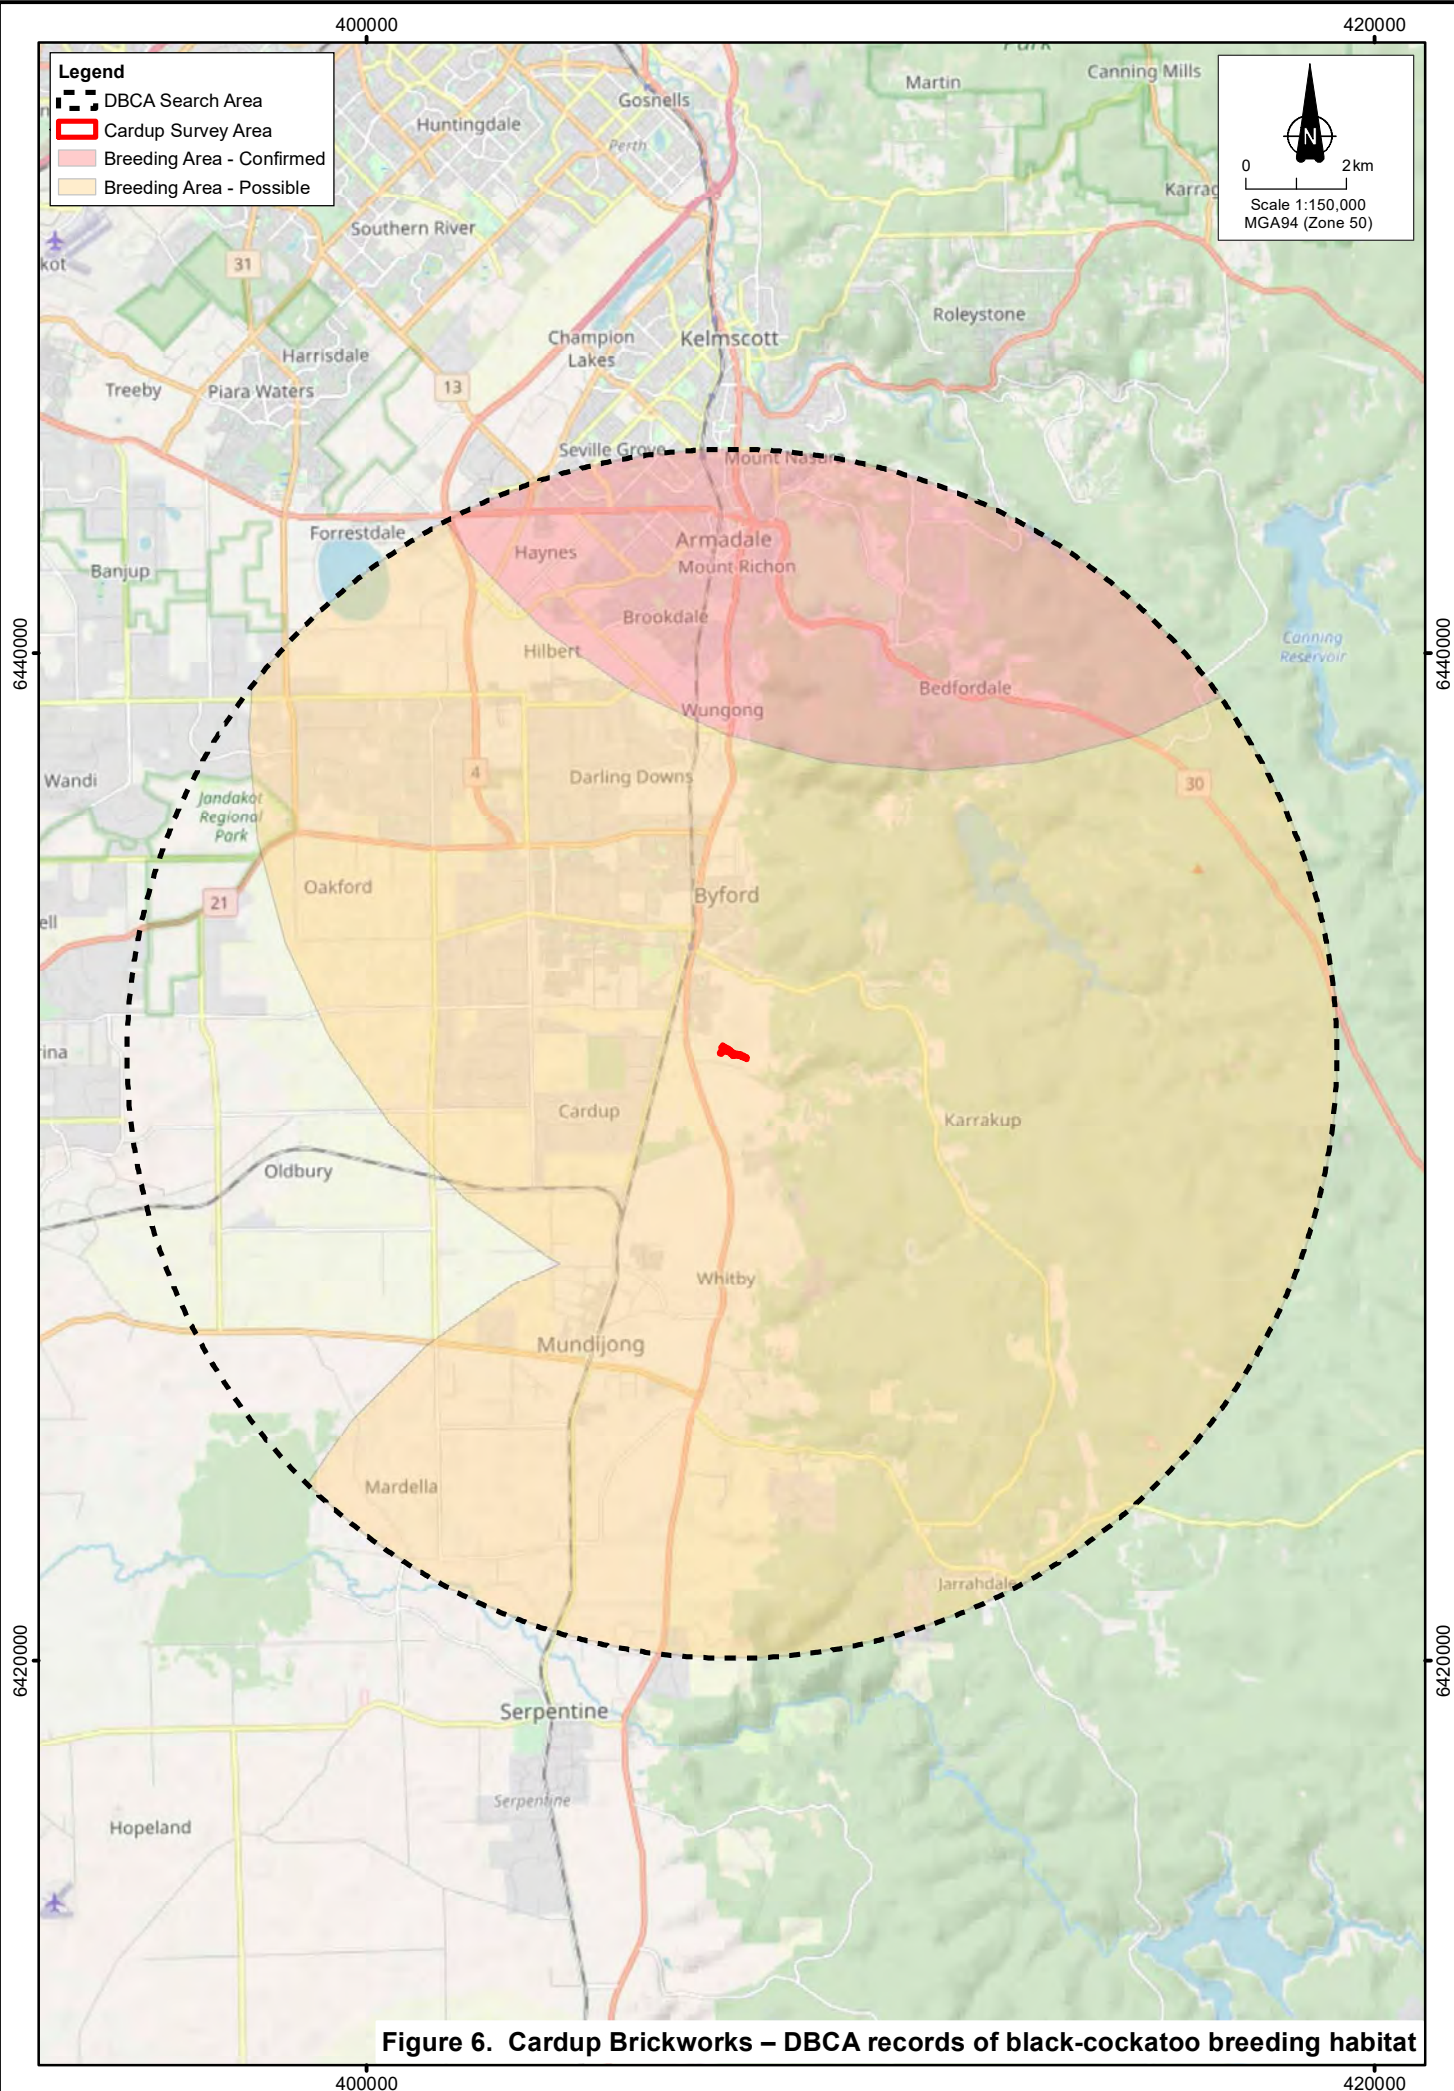 400000
420000
Legend
DBCA Search Area
Cardup Survey Area
Breeding Area - Confirmed
Breeding Area - Possible
N
0 2 km
Scale 1:150,000
MGA94 (Zone 50)
Park
Martin
Canning Mills
Gosnells
Huntingdale
Perth
Karrag
Southern River
31
kot
Roleystone
Champion
Lakes
Kelmscott
Harrisdale
Treeby
Piara Waters
13
Seville Grove
Mount Nasura
Forrestdale
Armadale
Haynes
Mount Richon
Banjup
Brookdale
Canning
Reservoir
Hilbert
6440000
6440000
Bedfordale
Wungong
Wandi
4
Darling Downs
30
Jandakot
Regional
Park
Oakford
Byford
21
ell
rina
Cardup
Karrakup
Oldbury
Whitby
Mundijong
Mardella
Jarrahdale
6420000
6420000
Serpentine
Serpentine
Hopeland
Figure 6. Cardup Brickworks – DBCA records of black-cockatoo breeding habitat
400000
420000